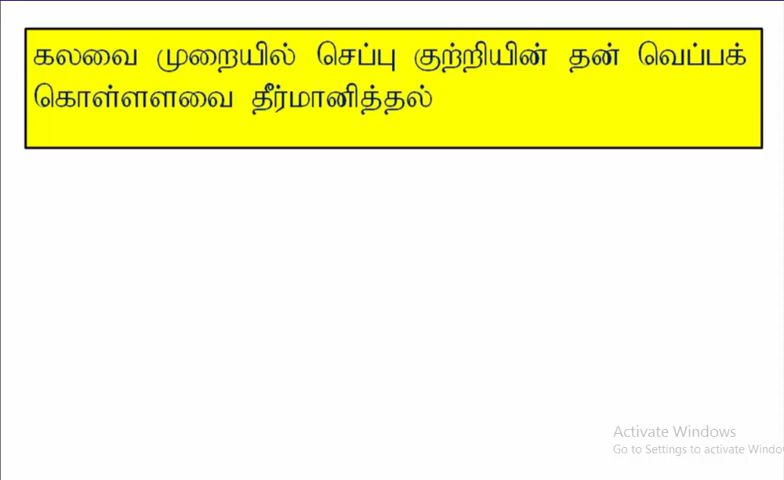 கலவை முறையில் செப்பு குற்றியின் தன் வெப்பக்
கொள்ளளவை தீர்மானித்தல்
Activate Windows
Go to Settings to activate Windo